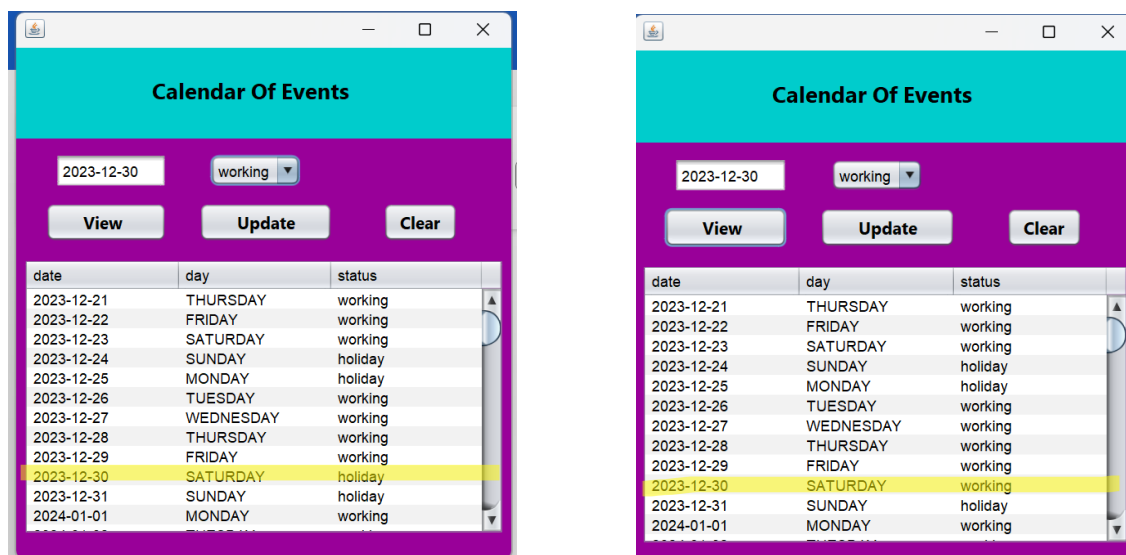 Calendar Of Events
2023-12-30 working
View Update Clear
date day status
2023-12-21 THURSDAY working
2023-12-22 FRIDAY working
2023-12-23 SATURDAY working
2023-12-24 SUNDAY holiday
2023-12-25 MONDAY holiday
2023-12-26 TUESDAY working
2023-12-27 WEDNESDAY working
2023-12-28 THURSDAY working
2023-12-29 FRIDAY working
2023-12-30 SATURDAY holiday
2023-12-31 SUNDAY holiday
2024-01-01 MONDAY working
Calendar Of Events
2023-12-30 working
View Update Clear
date day status
2023-12-21 THURSDAY working
2023-12-22 FRIDAY working
2023-12-23 SATURDAY working
2023-12-24 SUNDAY holiday
2023-12-25 MONDAY holiday
2023-12-26 TUESDAY working
2023-12-27 WEDNESDAY working
2023-12-28 THURSDAY working
2023-12-29 FRIDAY working
2023-12-30 SATURDAY working
2023-12-31 SUNDAY holiday
2024-01-01 MONDAY working